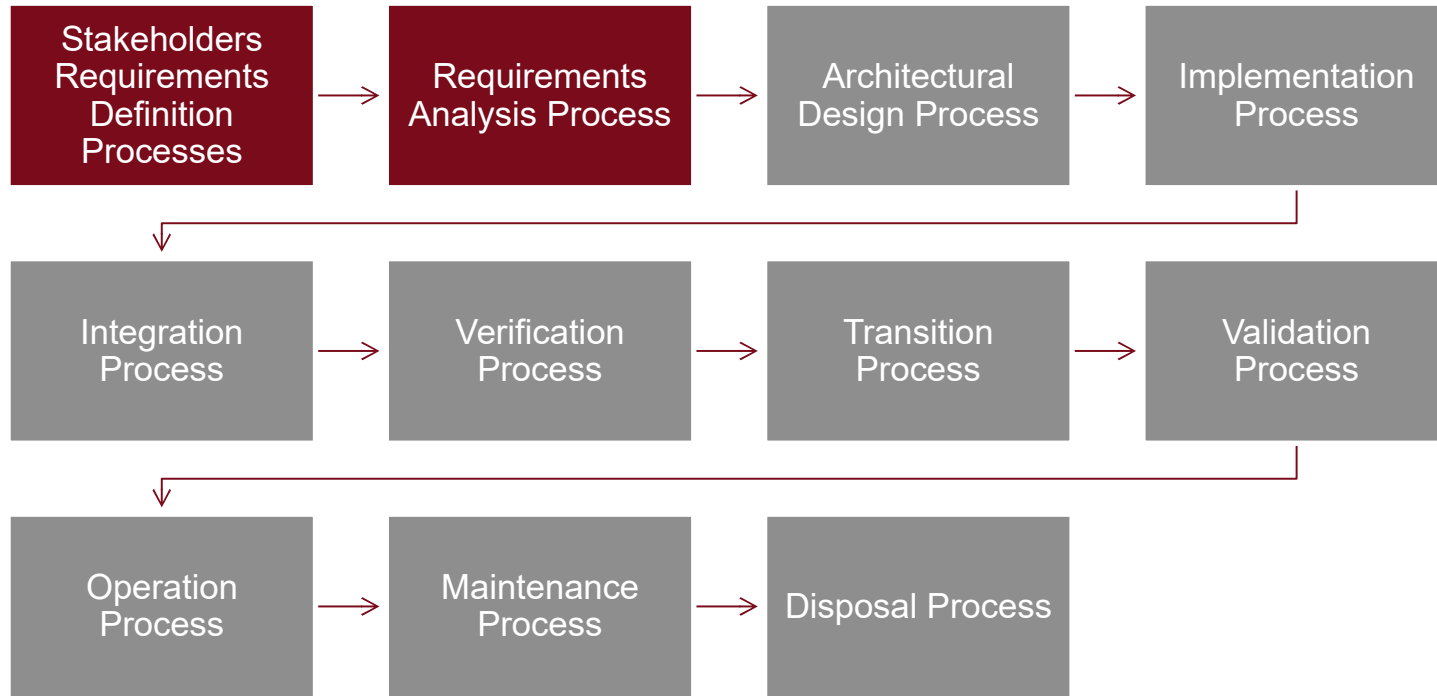 Stakeholders
Requirements
Definition
Processes
Requirements
Analysis Process
Architectural
Design Process
Implementation
Process
Integration
Process
Verification
Process
Transition
Process
Validation
Process
Operation
Process
Maintenance
Process
Disposal Process